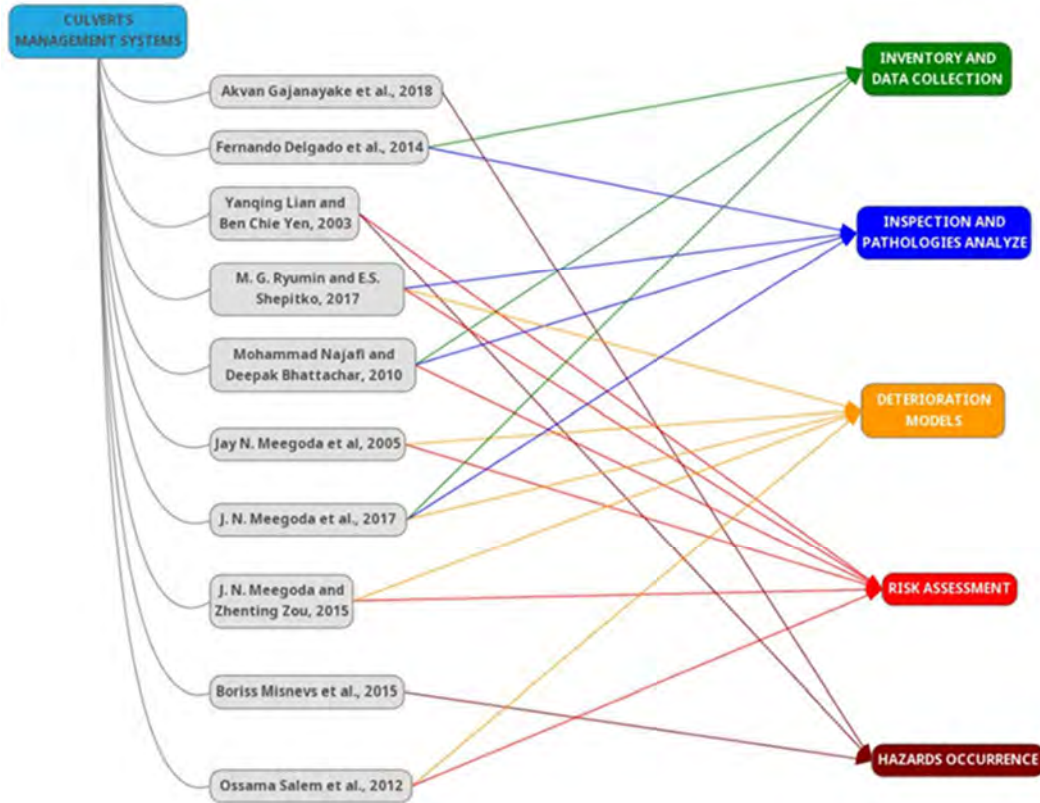 CULVERTS
MANAGEMENT SYSTEMS
Akvan Gajanayake et al., 2018
Fernando Delgado et al., 2014
Yanqing Lian and
Ben Chie Yen, 2003
M. G. Ryumin and E.S.
Shepitko, 2017
Mohammad Najafi and
Deepak Bhattachar, 2010
Jay N. Meegoda et al, 2005
J. N. Meegoda et al., 2017
J. N. Meegoda and
Zhenting Zou, 2015
Boriss Misnevs et al., 2015
Ossama Salem et al., 2012
INVENTORY AND
DATA COLLECTION
INSPECTION AND
PATHOLOGIES ANALYZE
DETERIORATION
MODELS
RISK ASSESSMENT
HAZARDS OCCURRENCE